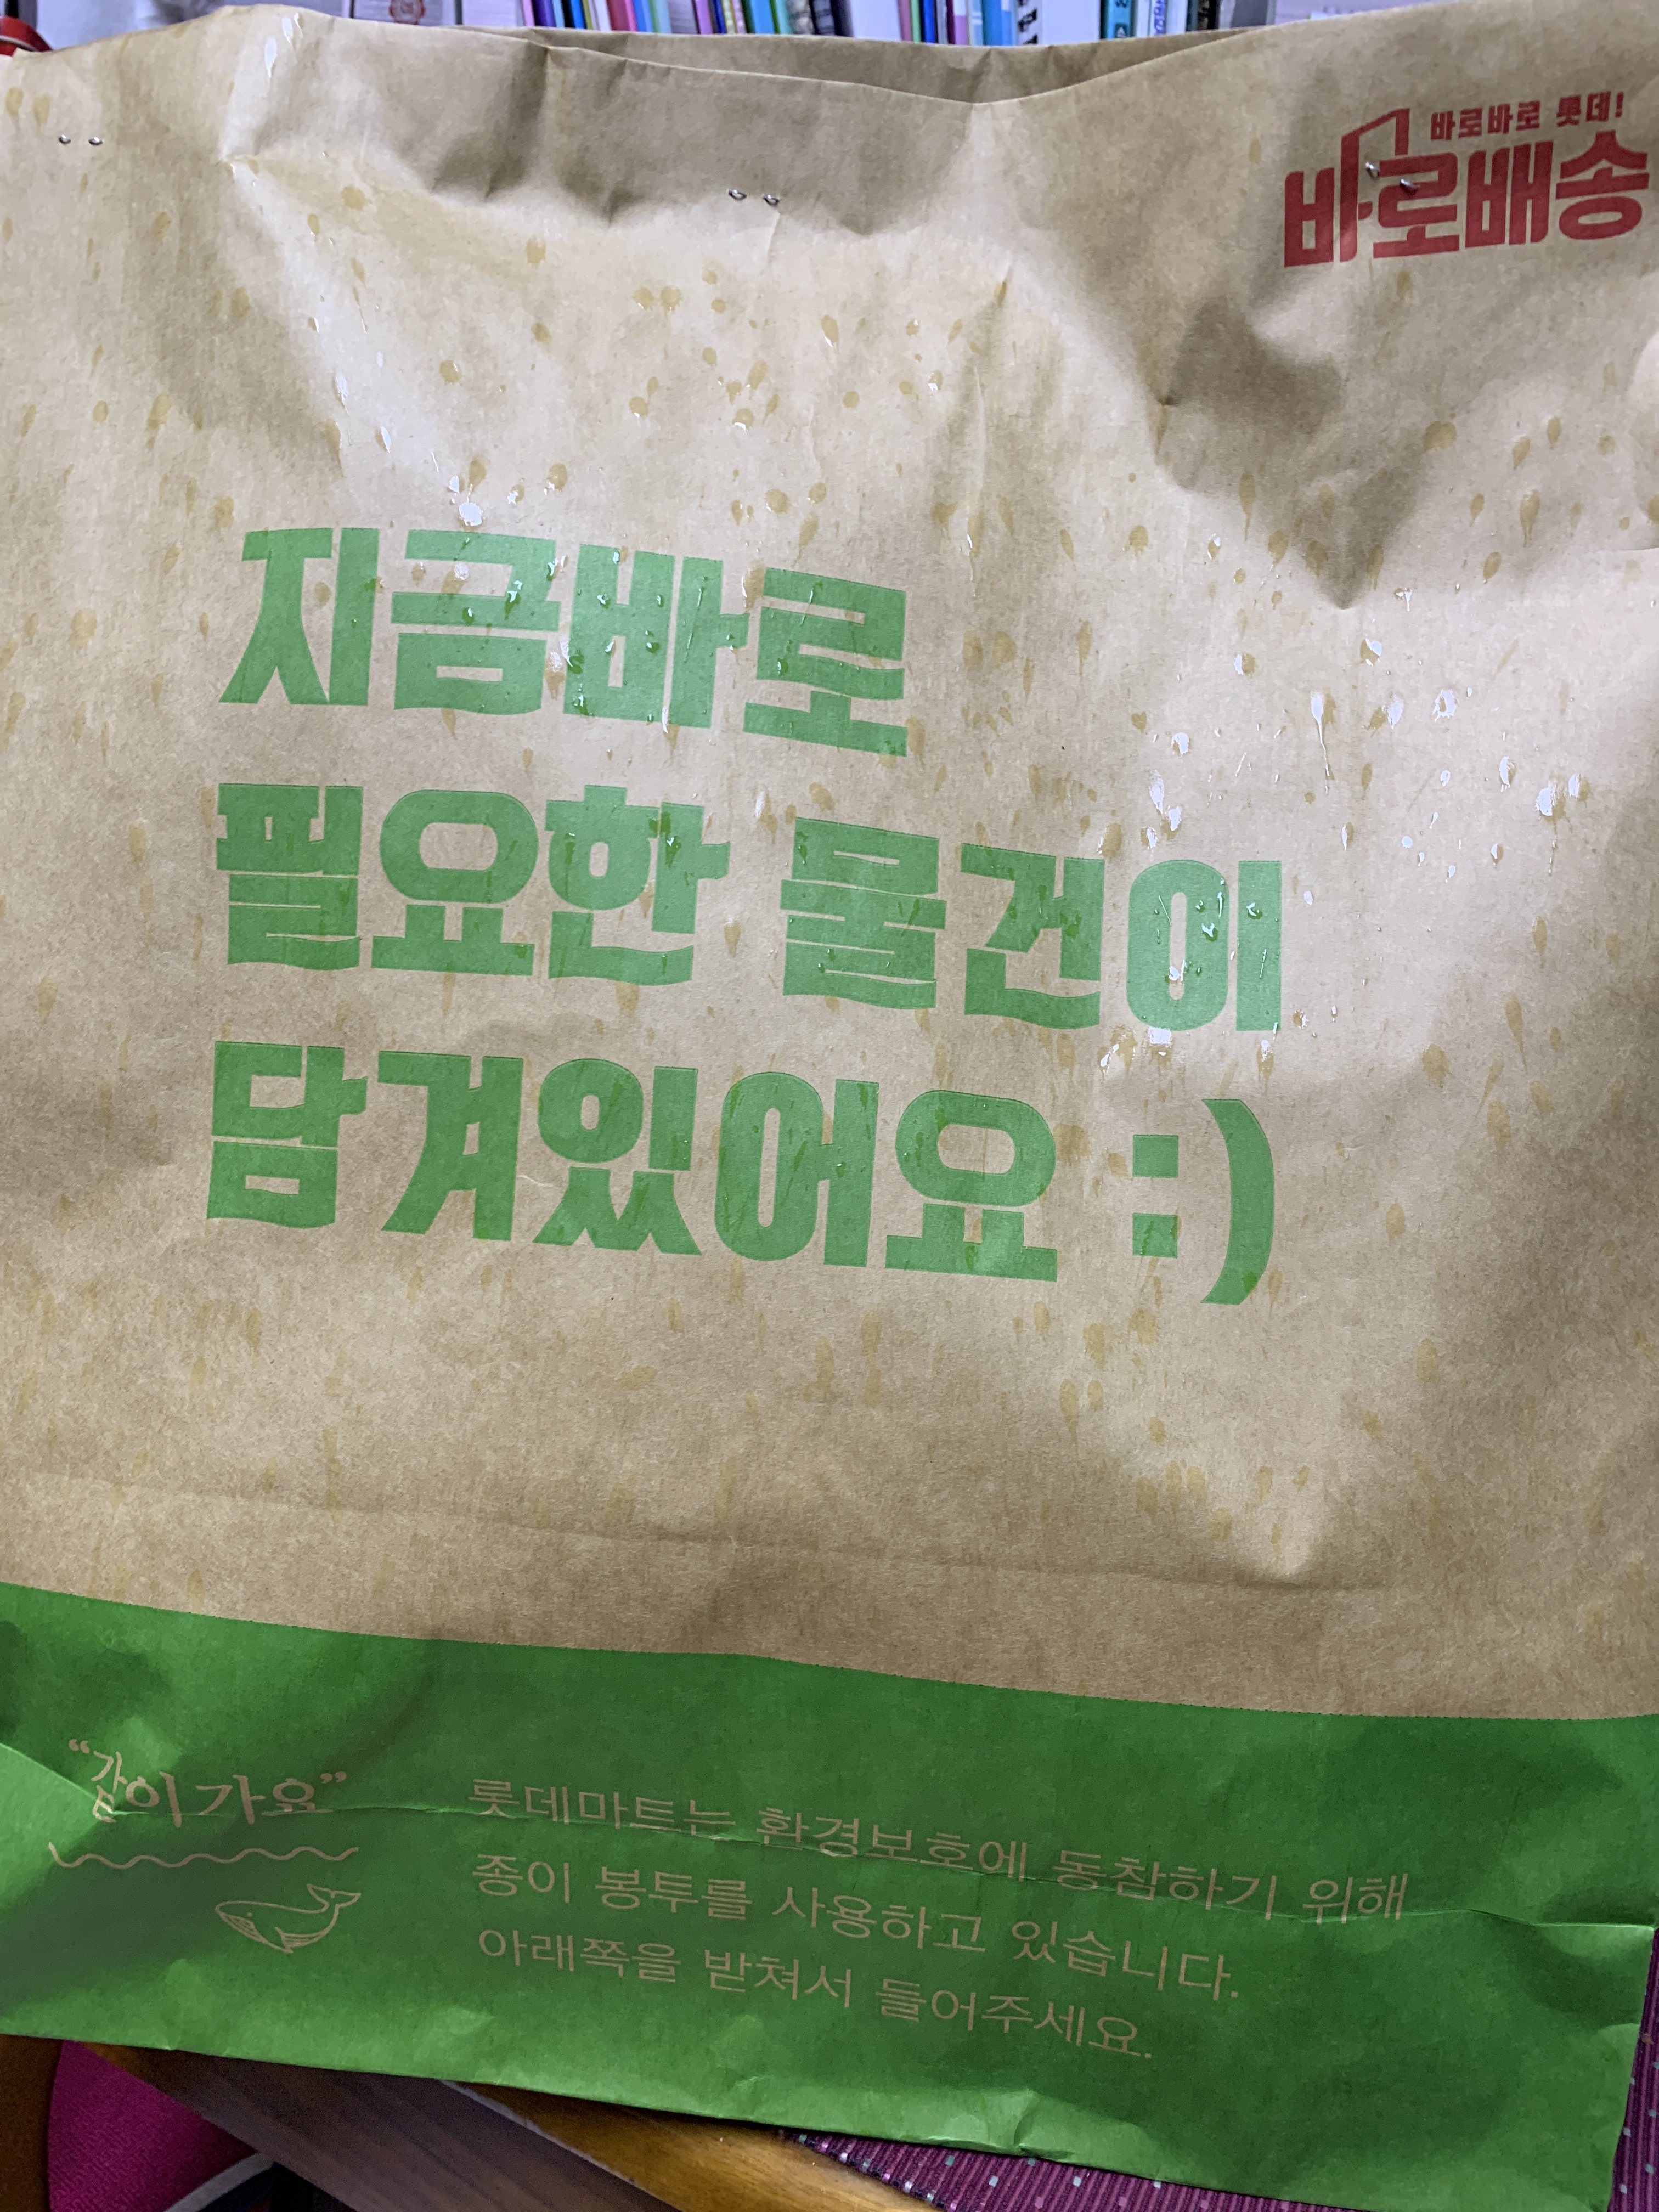 바로바로 롯데!
바로배송
지금바로
필요한 물건이
담겨있어요 :)
“같이가요”
롯데마트는 환경보호에 동참하기 위해
종이 봉투를 사용하고 있습니다.
아래쪽을 받쳐서 들어주세요.